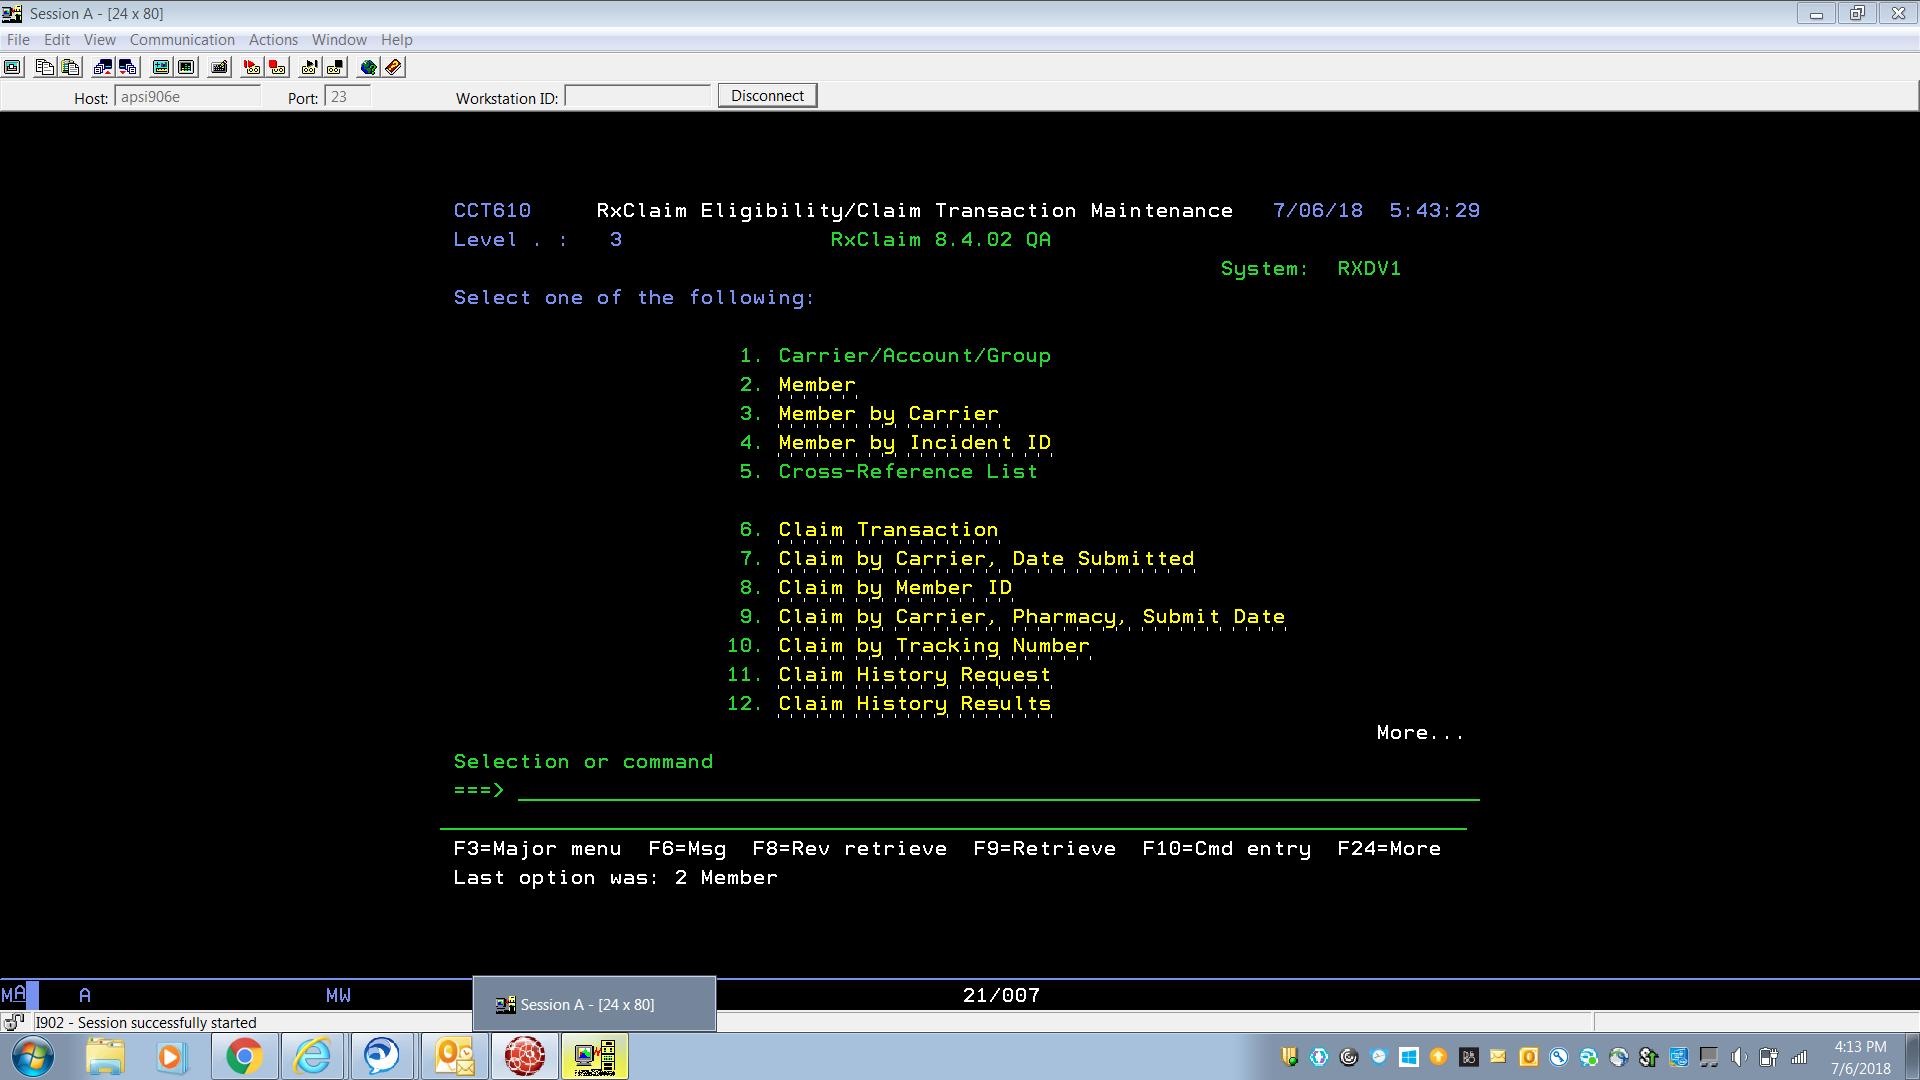 Session A - [24 x 80]
File Edit View Communication Actions Window Help
Host: apsi906e Port: 23 Workstation ID: Disconnect
CCT610 RxClaim Eligibility/Claim Transaction Maintenance 7/06/18 5:43:29
Level . : 3 RxClaim 8.4.02 QA
System: RXDV1
Select one of the following:
1. Carrier/Account/Group
2. Member
3. Member by Carrier
4. Member by Incident ID
5. Cross-Reference List
6. Claim Transaction
7. Claim by Carrier, Date Submitted
8. Claim by Member ID
9. Claim by Carrier, Pharmacy, Submit Date
10. Claim by Tracking Number
11. Claim History Request
12. Claim History Results
More...
Selection or command
===>
F3=Major menu F6=Msg F8=Rev retrieve F9=Retrieve F10=Cmd entry F24=More
Last option was: 2 Member
MA A MW 21/007
Session A - [24 x 80]
I902 - Session successfully started
4:13 PM
7/6/2018